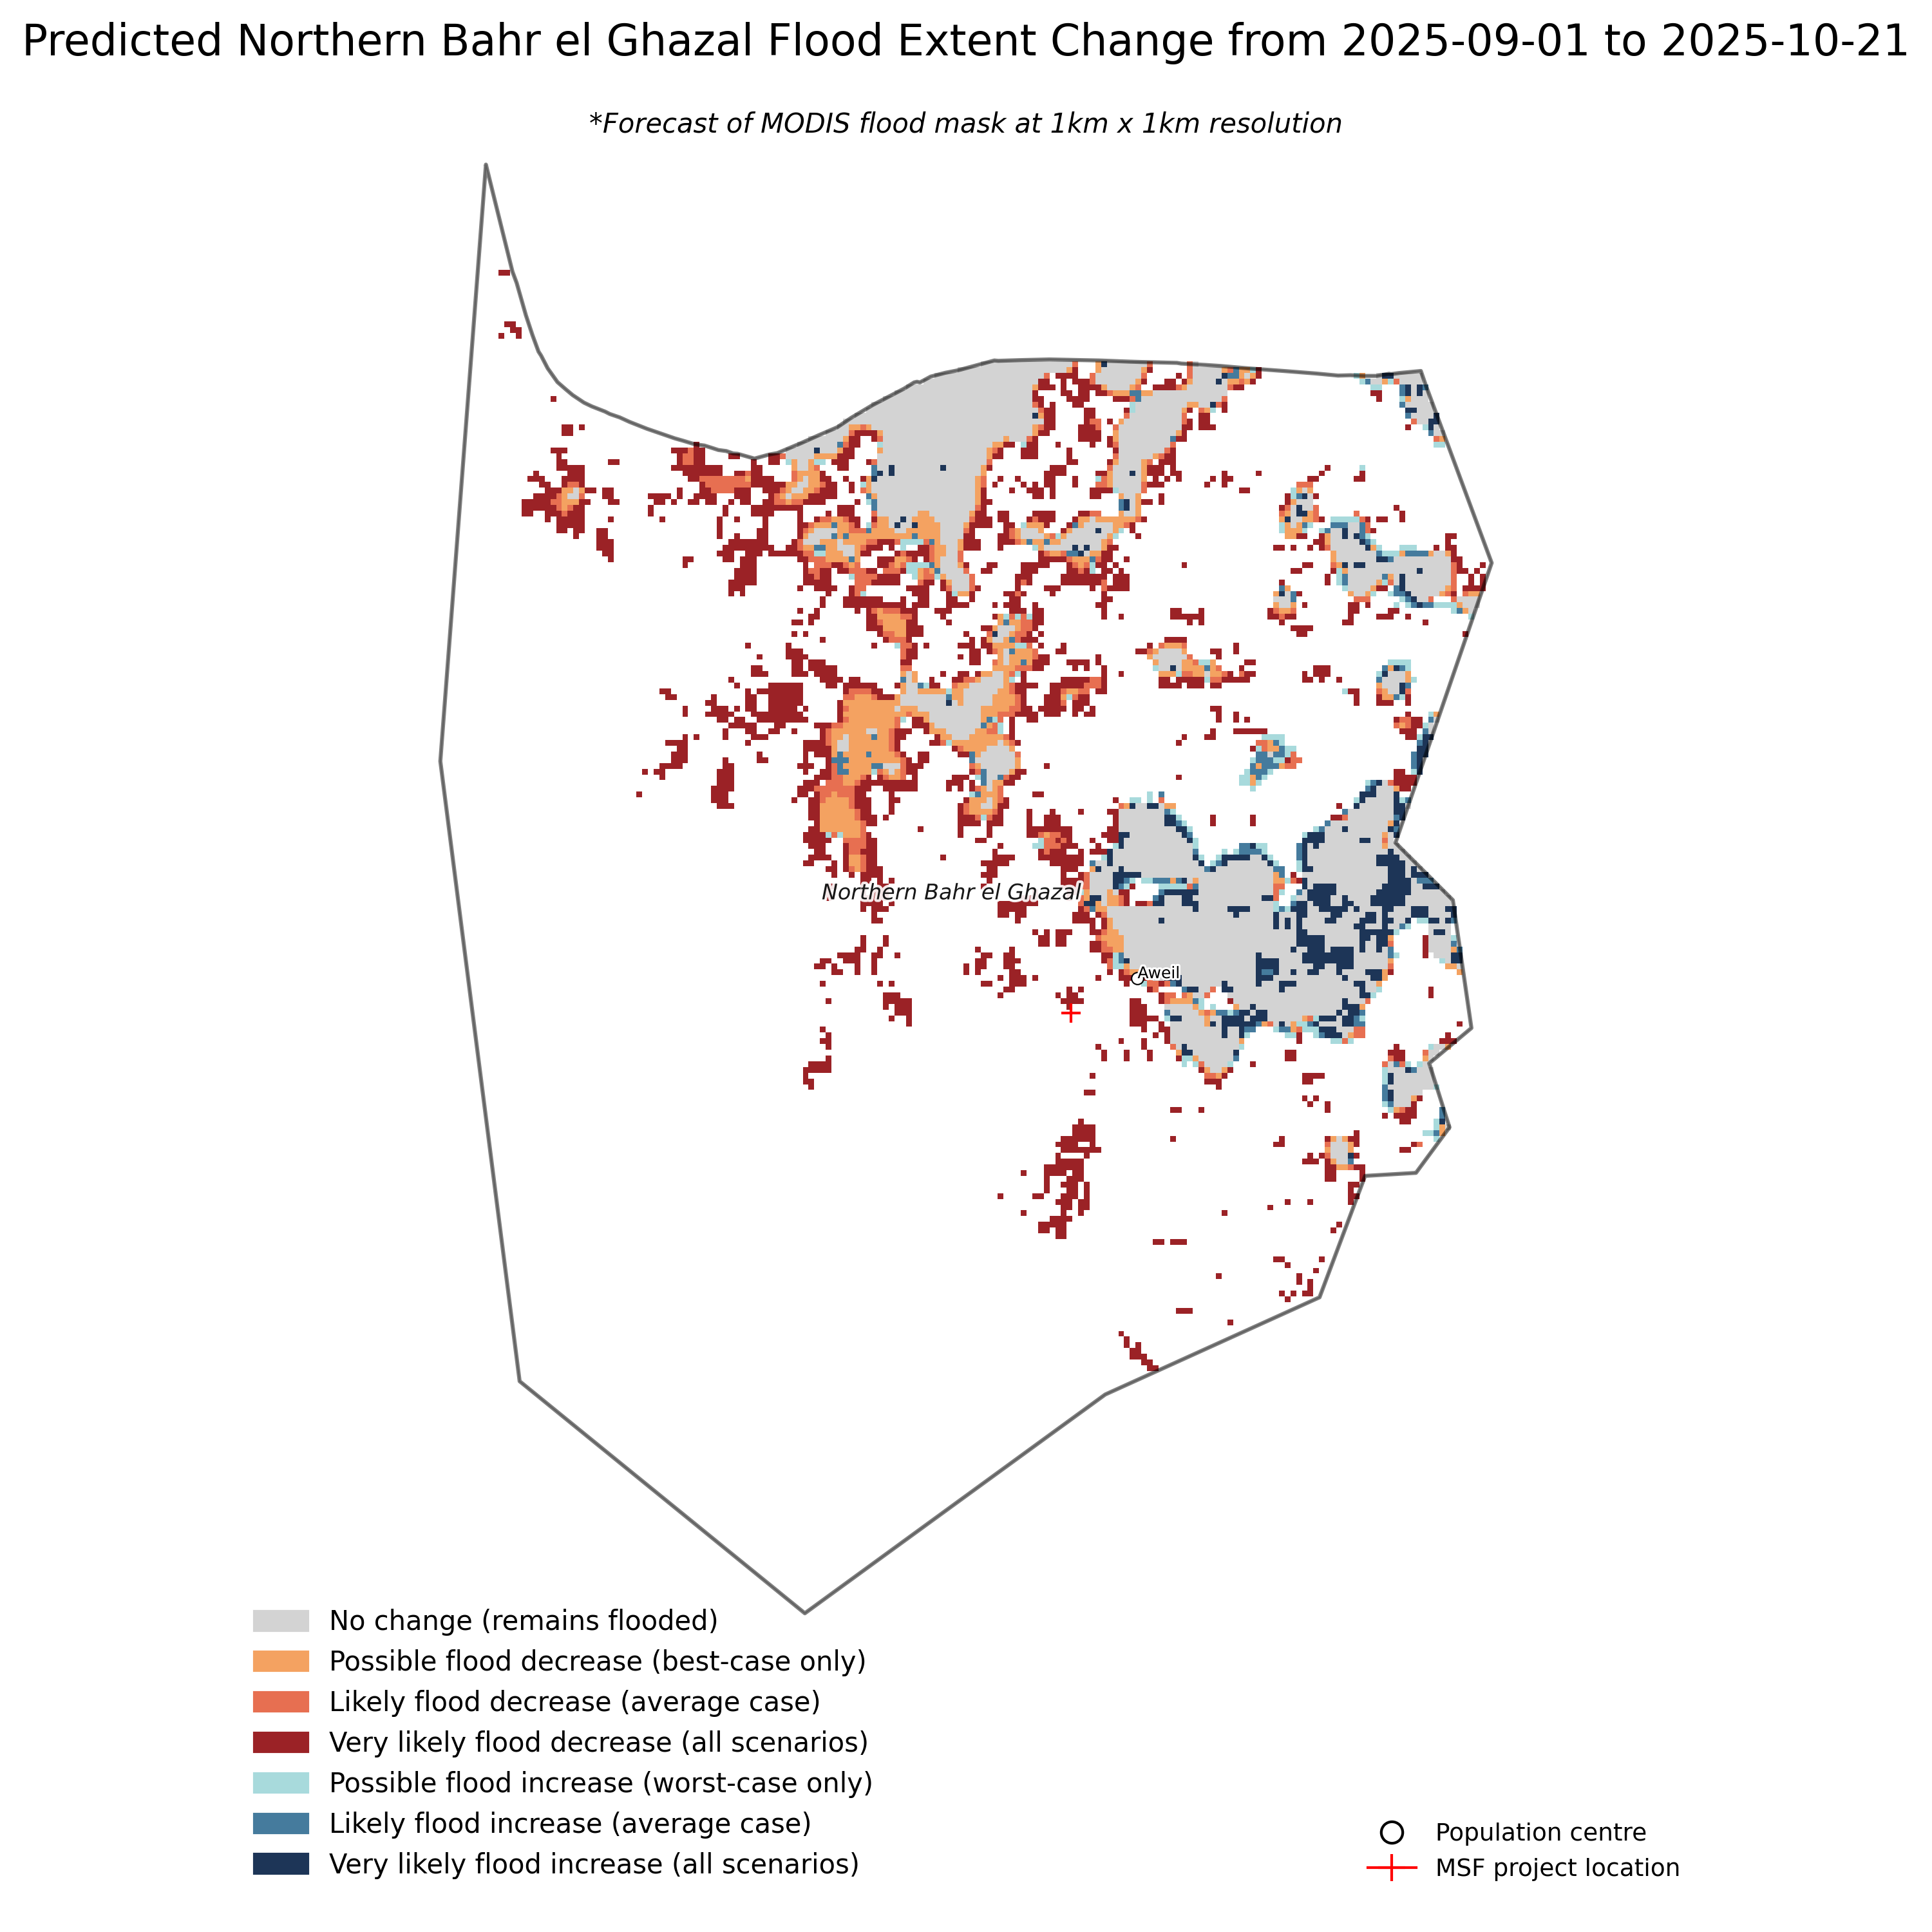 Predicted Northern Bahr el Ghazal Flood Extent Change from 2025-09-01 to 2025-10-21
*Forecast of MODIS flood mask at 1km x 1km resolution
Northern Bahr el Ghazal
Aweil
No change (remains flooded)
Possible flood decrease (best-case only)
Likely flood decrease (average case)
Very likely flood decrease (all scenarios)
Possible flood increase (worst-case only)
Likely flood increase (average case)
Very likely flood increase (all scenarios)
Population centre
MSF project location